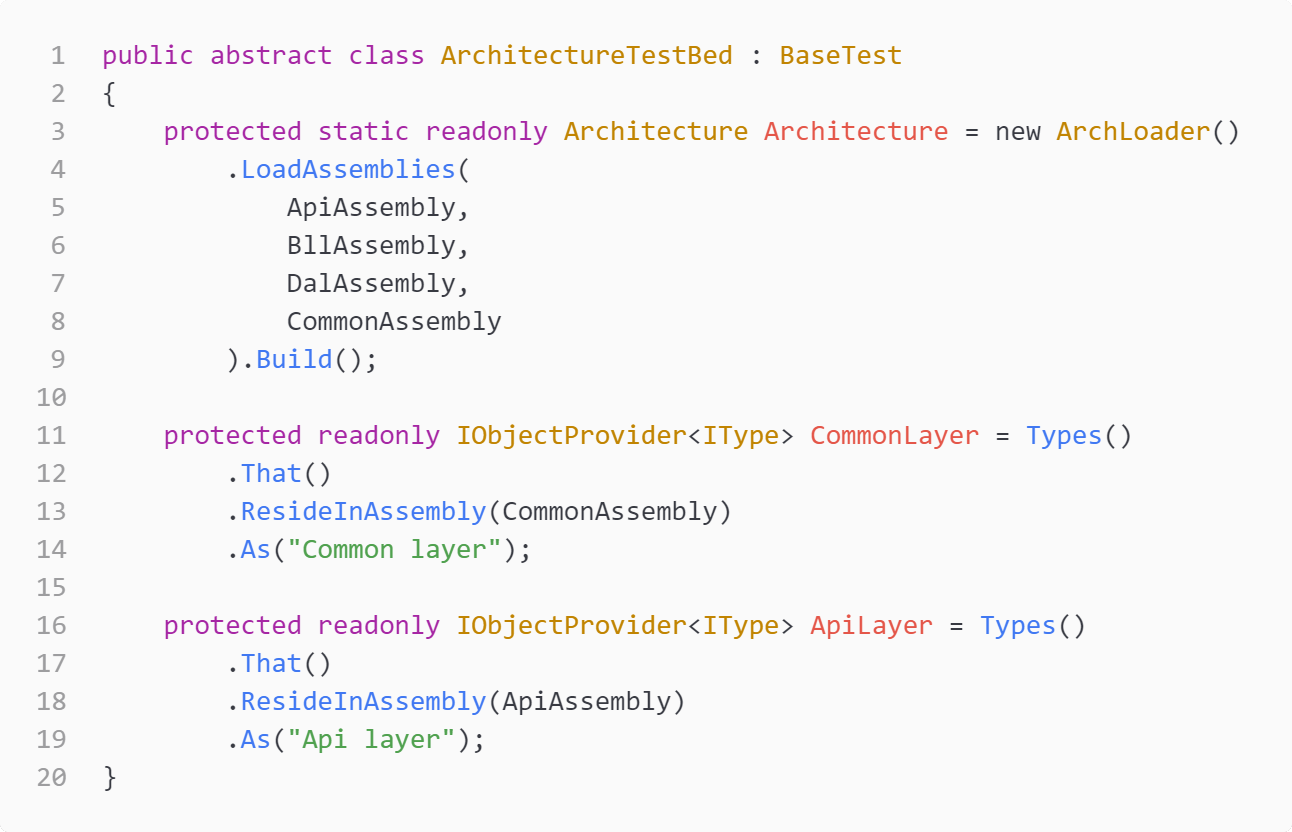 1 public abstract class ArchitectureTestBed : BaseTest
2 {
3     protected static readonly Architecture Architecture = new ArchLoader()
4         .LoadAssemblies(
5             ApiAssembly,
6             BllAssembly,
7             DalAssembly,
8             CommonAssembly
9         ).Build();
10
11     protected readonly IObjectProvider<IType> CommonLayer = Types()
12         .That()
13         .ResideInAssembly(CommonAssembly)
14         .As("Common layer");
15
16     protected readonly IObjectProvider<IType> ApiLayer = Types()
17         .That()
18         .ResideInAssembly(ApiAssembly)
19         .As("Api layer");
20 }